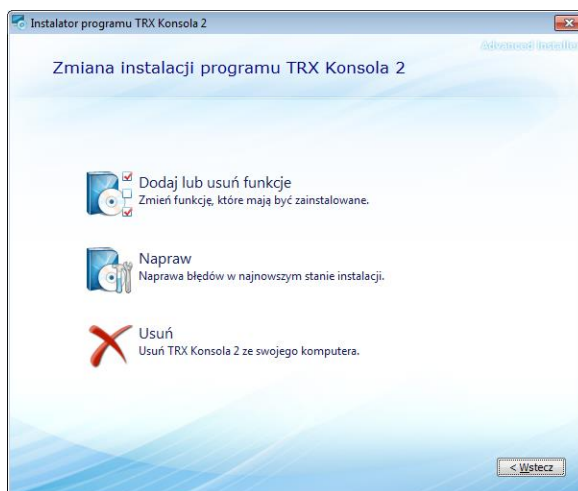 Instalator programu TRX Konsola 2
Advanced Installer
Zmiana instalacji programu TRX Konsola 2
Dodaj lub usuń funkcje
Zmień funkcję, które mają być zainstalowane.
Napraw
Naprawa błędów w najnowszym stanie instalacji.
Usuń
Usuń TRX Konsola 2 ze swojego komputera.
< Wstecz